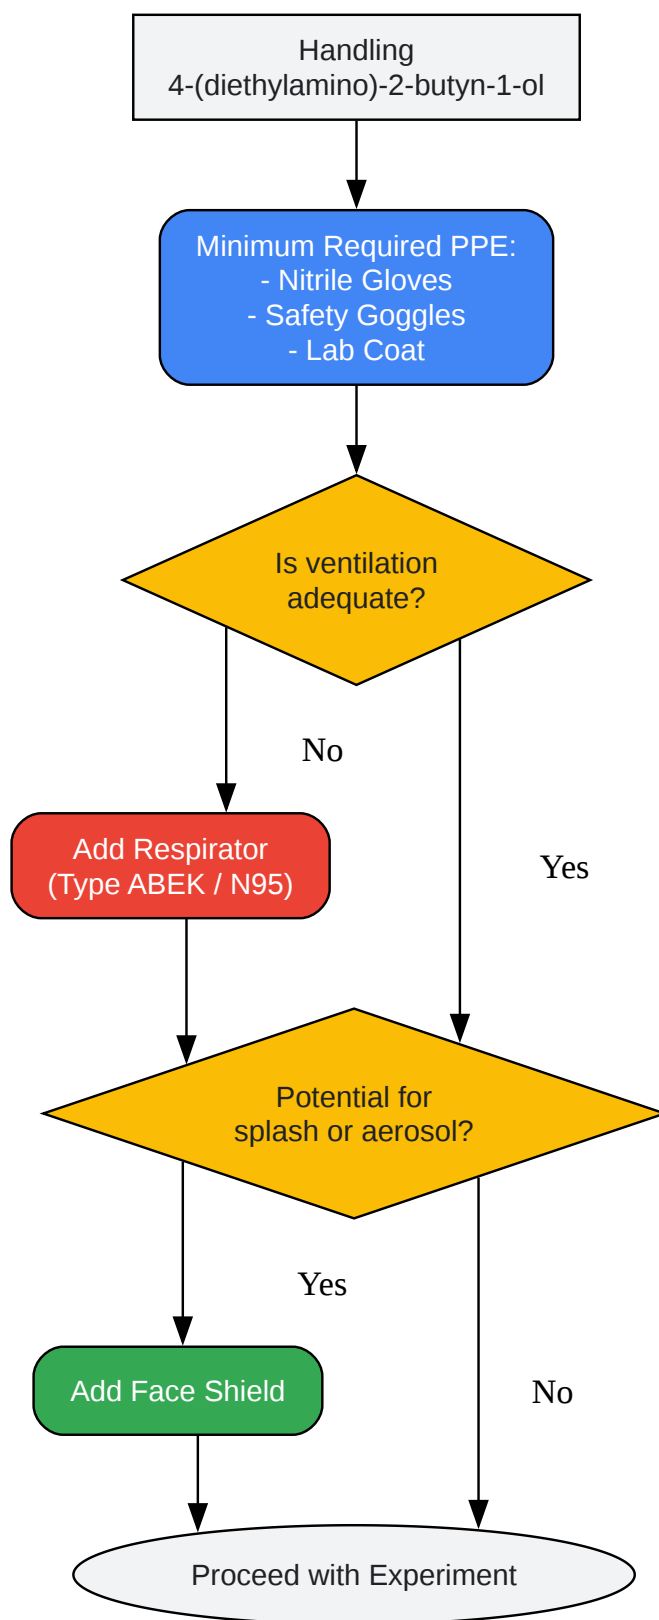 Handling
4-(diethylamino)-2-butyn-1-ol
Minimum Required PPE:
- Nitrile Gloves
- Safety Goggles
- Lab Coat
Is ventilation
adequate?
No
Add Respirator
(Type ABEK / N95)
Yes
Potential for
splash or aerosol?
Yes
Add Face Shield
No
Proceed with Experiment